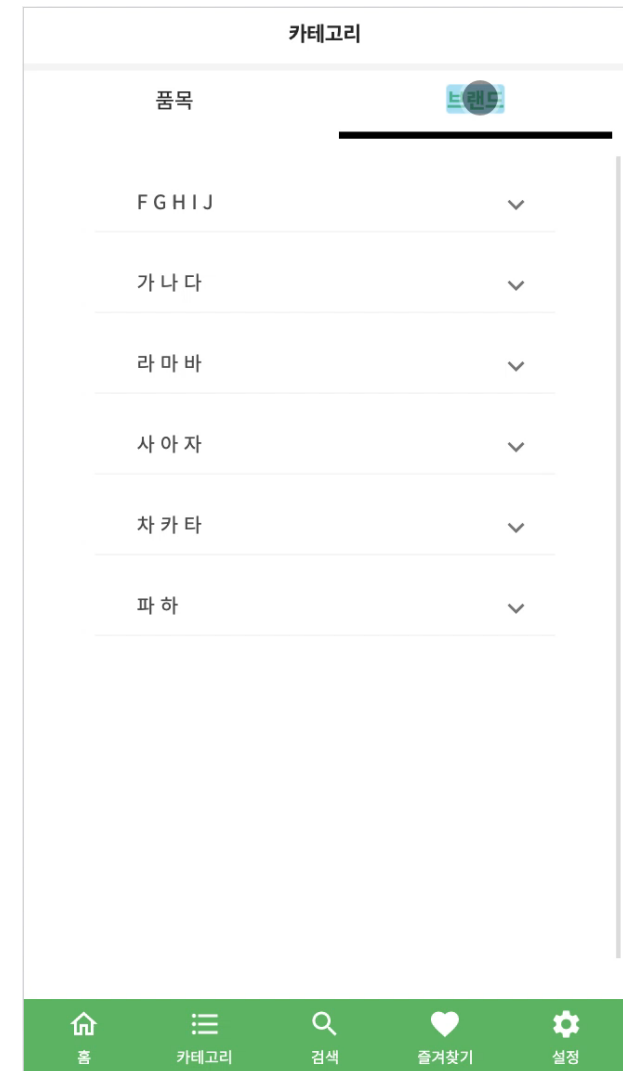 카테고리
품목 브랜드
F G H I J
가 나 다
라 마 바
사 아 자
차 카 타
파 하
홈 카테고리 검색 즐겨찾기 설정